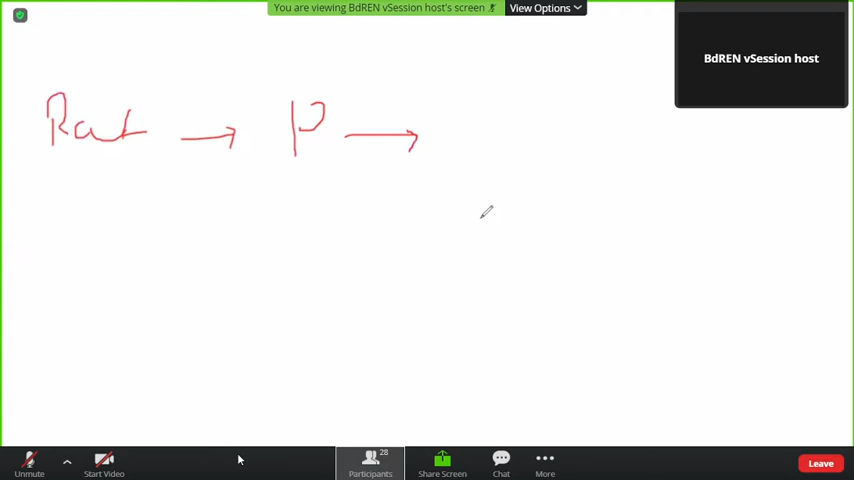 You are viewing BdREN vSession host's screen
View Options
BdREN vSession host
Rat → P →
Unmute
Start Video
28
Participants
Share Screen
Chat
More
Leave